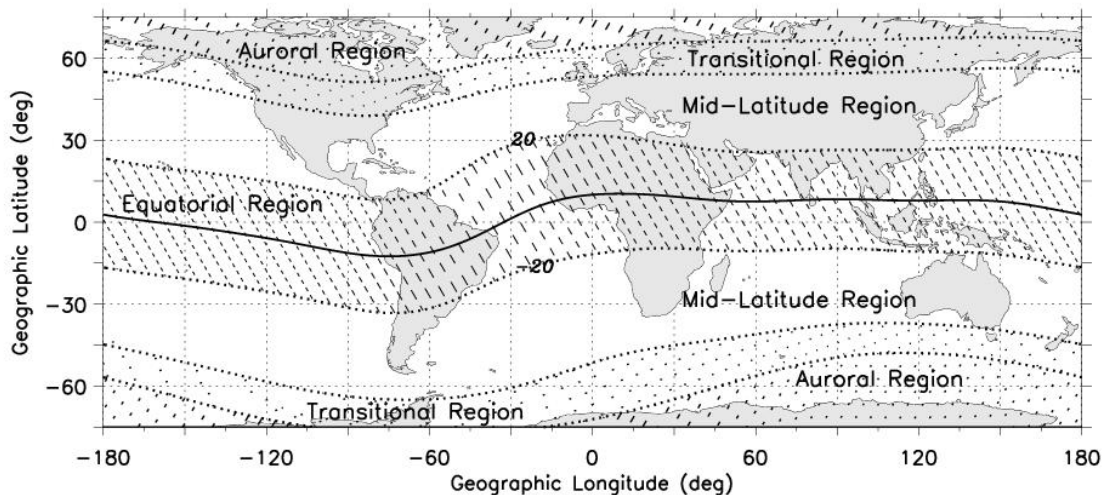 60
30
0
−30
−60
Geographic Latitude (deg)
Auroral Region
Transitional Region
Mid−Latitude Region
20
Equatorial Region
−20
Mid−Latitude Region
Auroral Region
Transitional Region
−180
−120
−60
0
60
120
180
Geographic Longitude (deg)